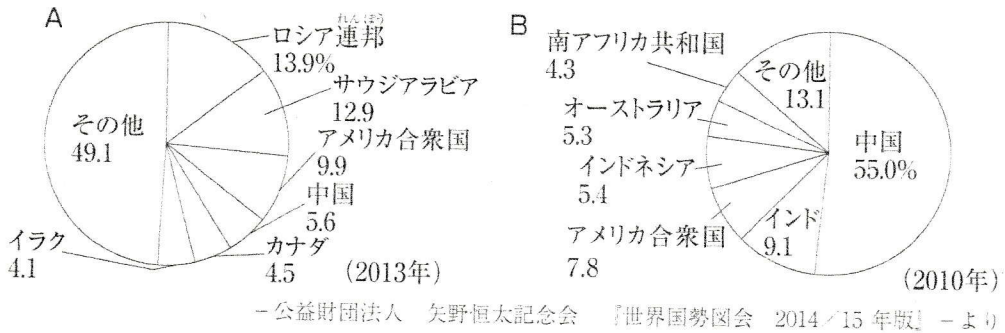 A
ロシア連邦
れんぽう
13.9%
サウジアラビア
12.9
アメリカ合衆国
9.9
中国
5.6
カナダ
4.5
イラク
4.1
その他
49.1
(2013年)
B
南アフリカ共和国
4.3
オーストラリア
5.3
インドネシア
5.4
アメリカ合衆国
7.8
インド
9.1
その他
13.1
中国
55.0%
(2010年)
－公益財団法人 矢野恒太記念会 『世界国勢図会 2014／15年版』－より